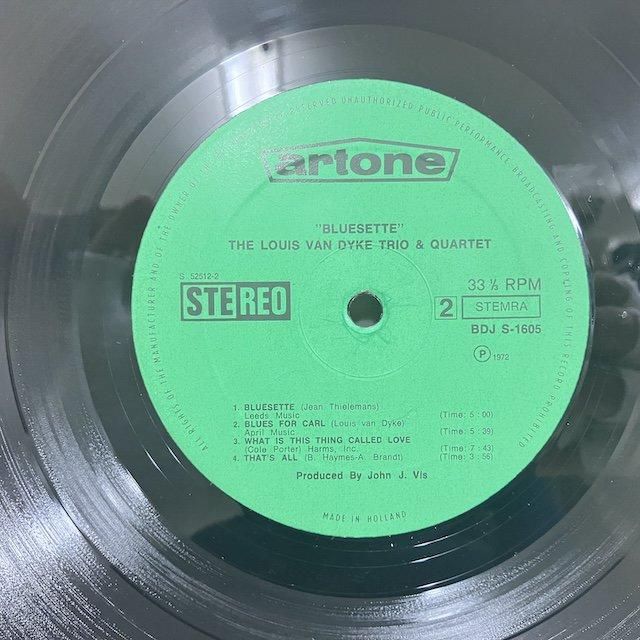 ALL RIGHTS OF THE MANUFACTURER AND OF THE OWNER OF RESERVED UNAUTHORIZED PUBLIC PERFORMANCE, BROADCASTING AND COPYING OF THIS RECORD PROHIBITED
artone
"BLUESETTE"
THE LOUIS VAN DYKE TRIO & QUARTET
S 52512-2
STEREO
33 ⅓ RPM
2 STEMRA
BDJ S-1605
Ⓟ 1972
1. BLUESETTE (Jean Thielemans)
Leeds Music (Time: 5 : 00)
2. BLUES FOR CARL (Louis van Dyke)
April Music (Time: 5 : 39)
3. WHAT IS THIS THING CALLED LOVE
(Cole Porter) Harms, Inc. (Time: 7 : 43)
4. THAT'S ALL (B. Haymes-A. Brandt) (Time: 3 : 56)
Produced By John J. Vis
MADE IN HOLLAND